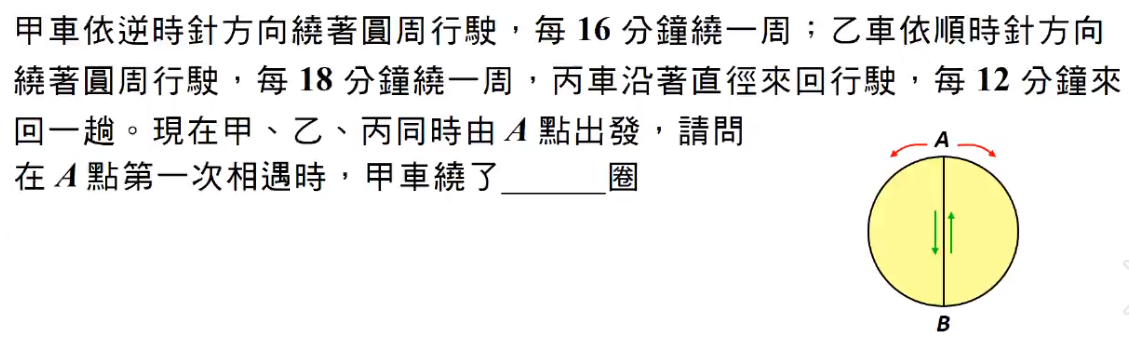 甲車依逆時針方向繞著圓周行駛，每 16 分鐘繞一周；乙車依順時針方向
繞著圓周行駛，每 18 分鐘繞一周，丙車沿著直徑來回行駛，每 12 分鐘來
回一趟。現在甲、乙、丙同時由 A 點出發，請問
在 A 點第一次相遇時，甲車繞了______圈
A
B